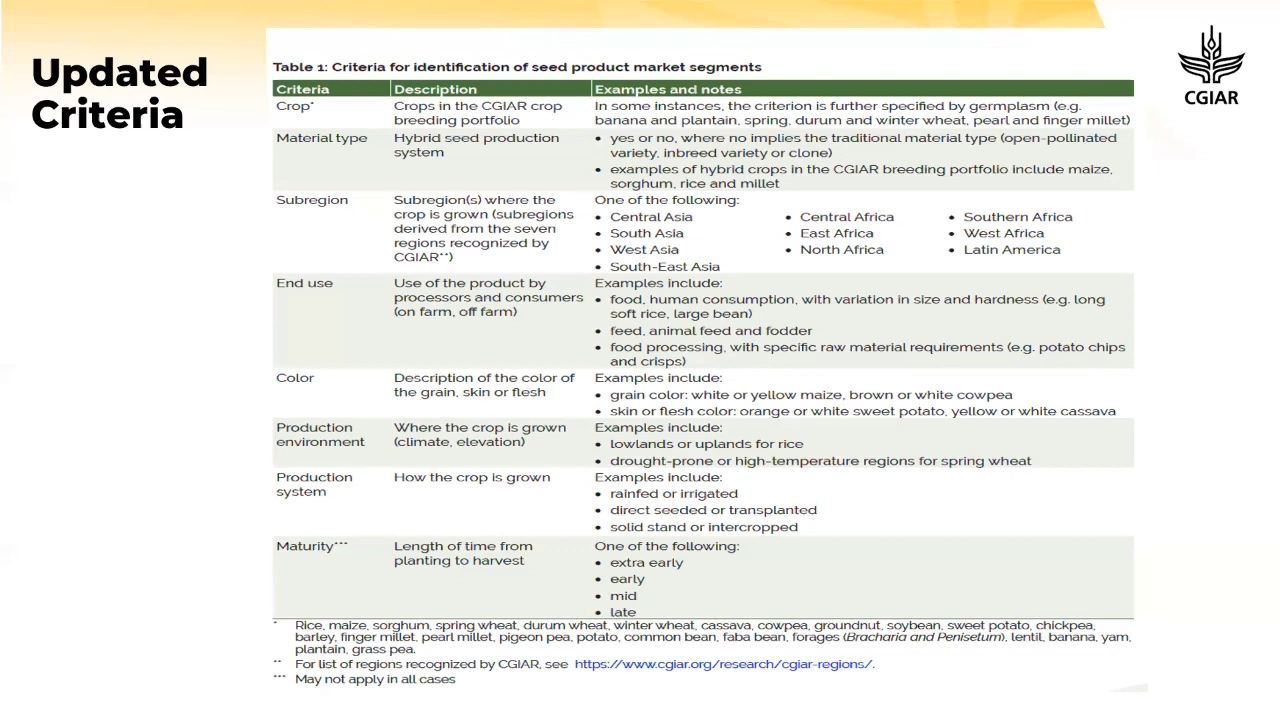 Updated
Criteria
CGIAR
Table 1: Criteria for identification of seed product market segments
Criteria Description Examples and notes
Crop* Crops in the CGIAR crop In some instances, the criterion is further specified by germplasm (e.g.
breeding portfolio banana and plantain, spring, durum and winter wheat, pearl and finger millet)
Material type Hybrid seed production • yes or no, where no implies the traditional material type (open-pollinated
system variety, inbreed variety or clone)
• examples of hybrid crops in the CGIAR breeding portfolio include maize,
sorghum, rice and millet
Subregion Subregion(s) where the One of the following:
crop is grown (subregions • Central Asia • Central Africa • Southern Africa
derived from the seven • South Asia • East Africa • West Africa
regions recognized by • West Asia • North Africa • Latin America
CGIAR**) • South-East Asia
End use Use of the product by Examples include:
processors and consumers • food, human consumption, with variation in size and hardness (e.g. long
(on farm, off farm) soft rice, large bean)
• feed, animal feed and fodder
• food processing, with specific raw material requirements (e.g. potato chips
and crisps)
Color Description of the color of Examples include:
the grain, skin or flesh • grain color: white or yellow maize, brown or white cowpea
• skin or flesh color: orange or white sweet potato, yellow or white cassava
Production Where the crop is grown Examples include:
environment (climate, elevation) • lowlands or uplands for rice
• drought-prone or high-temperature regions for spring wheat
Production How the crop is grown Examples include:
system • rainfed or irrigated
• direct seeded or transplanted
• solid stand or intercropped
Maturity*** Length of time from One of the following:
planting to harvest • extra early
• early
• mid
• late
* Rice, maize, sorghum, spring wheat, durum wheat, winter wheat, cassava, cowpea, groundnut, soybean, sweet potato, chickpea,
barley, finger millet, pearl millet, pigeon pea, potato, common bean, faba bean, forages (Bracharia and Penisetum), lentil, banana, yam,
plantain, grass pea.
** For list of regions recognized by CGIAR, see https://www.cgiar.org/research/cgiar-regions/.
*** May not apply in all cases